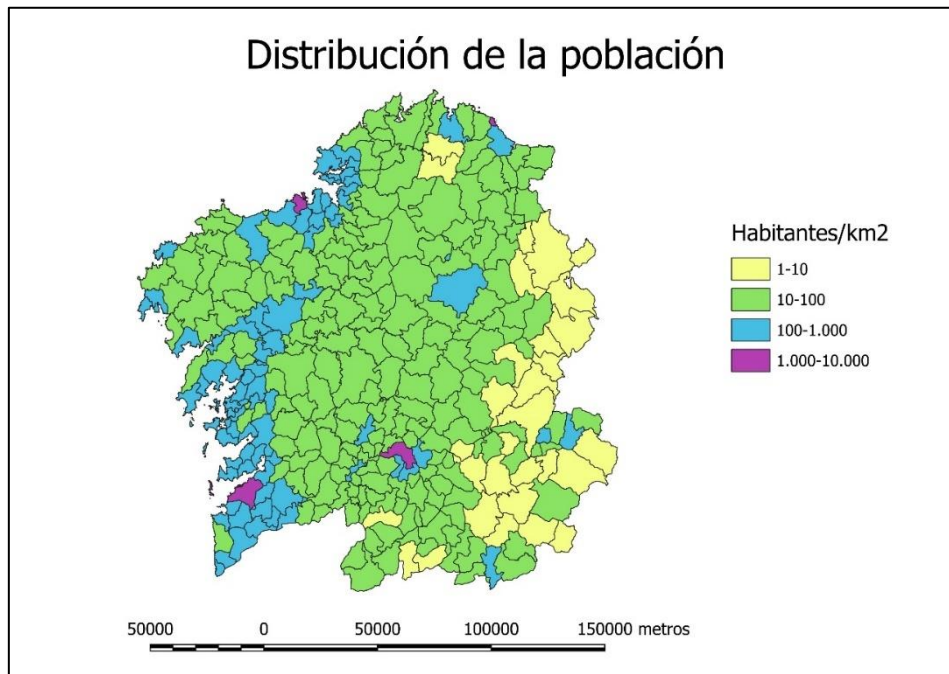 Distribución de la población
Habitantes/km2
1-10
10-100
100-1.000
1.000-10.000
50000 0 50000 100000 150000 metros